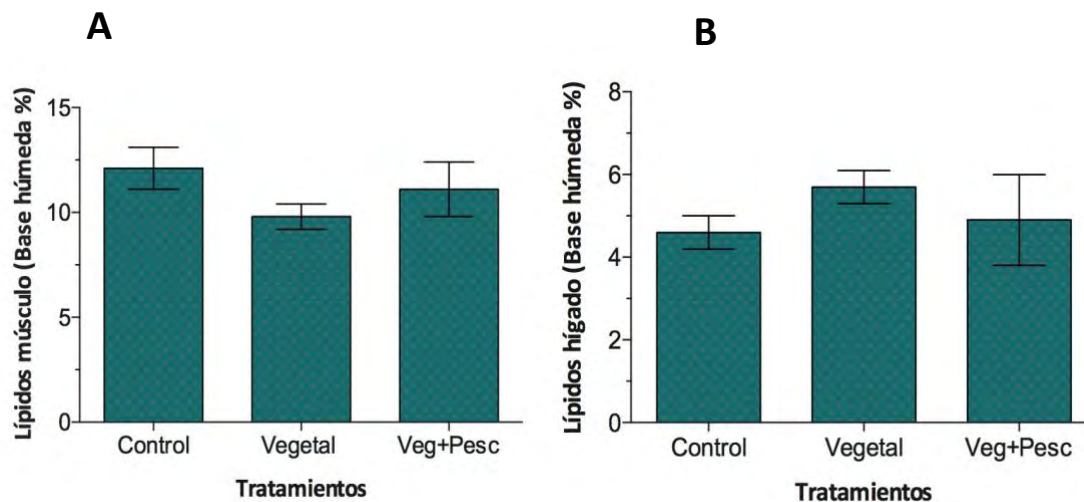 A
Lípidos músculo (Base húmeda %)
15
10
5
0
Control Vegetal Veg+Pesc
Tratamientos
B
Lípidos hígado (Base húmeda %)
8
6
4
2
0
Control Vegetal Veg+Pesc
Tratamientos